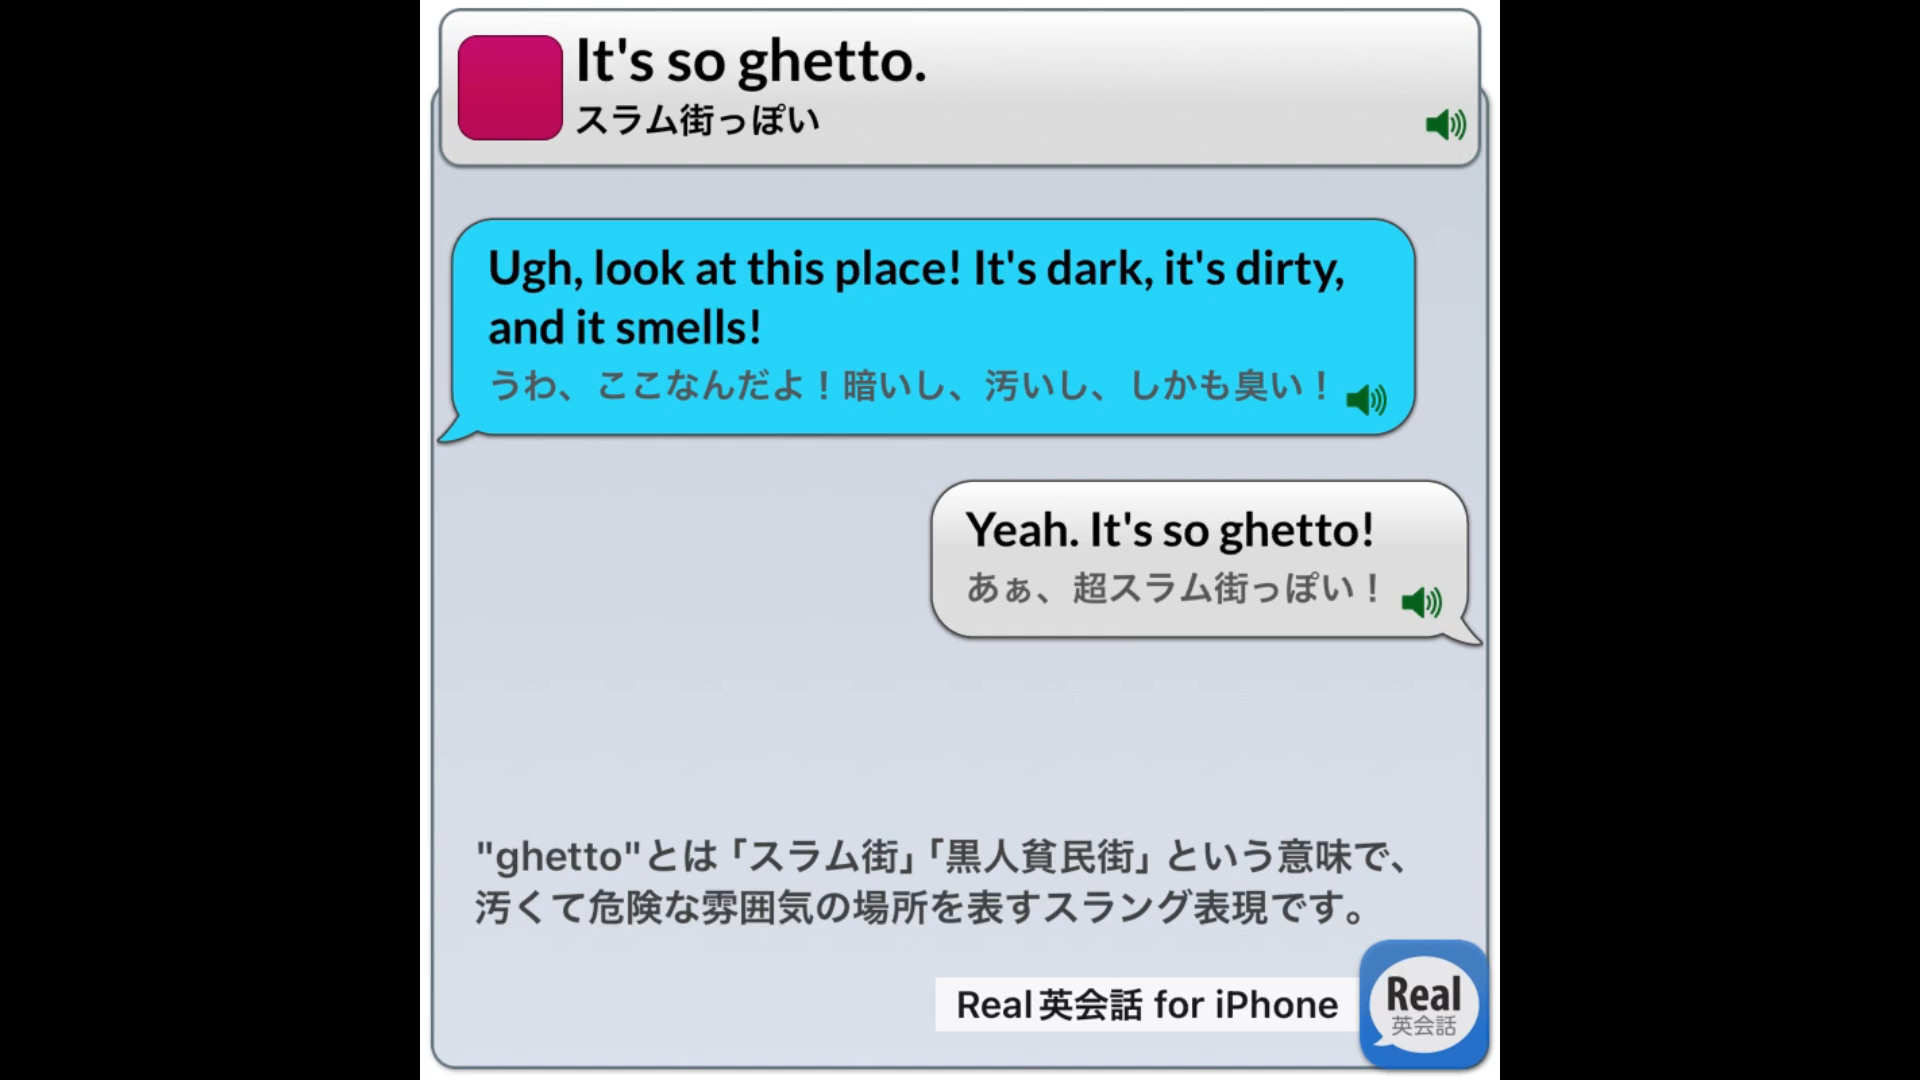 It's so ghetto.
スラム街っぽい
Ugh, look at this place! It's dark, it's dirty,
and it smells!
うわ、ここなんだよ！暗いし、汚いし、しかも臭い！
Yeah. It's so ghetto!
あぁ、超スラム街っぽい！
"ghetto"とは「スラム街」「黒人貧民街」という意味で、
汚くて危険な雰囲気の場所を表すスラング表現です。
Real英会話 for iPhone
Real
英会話